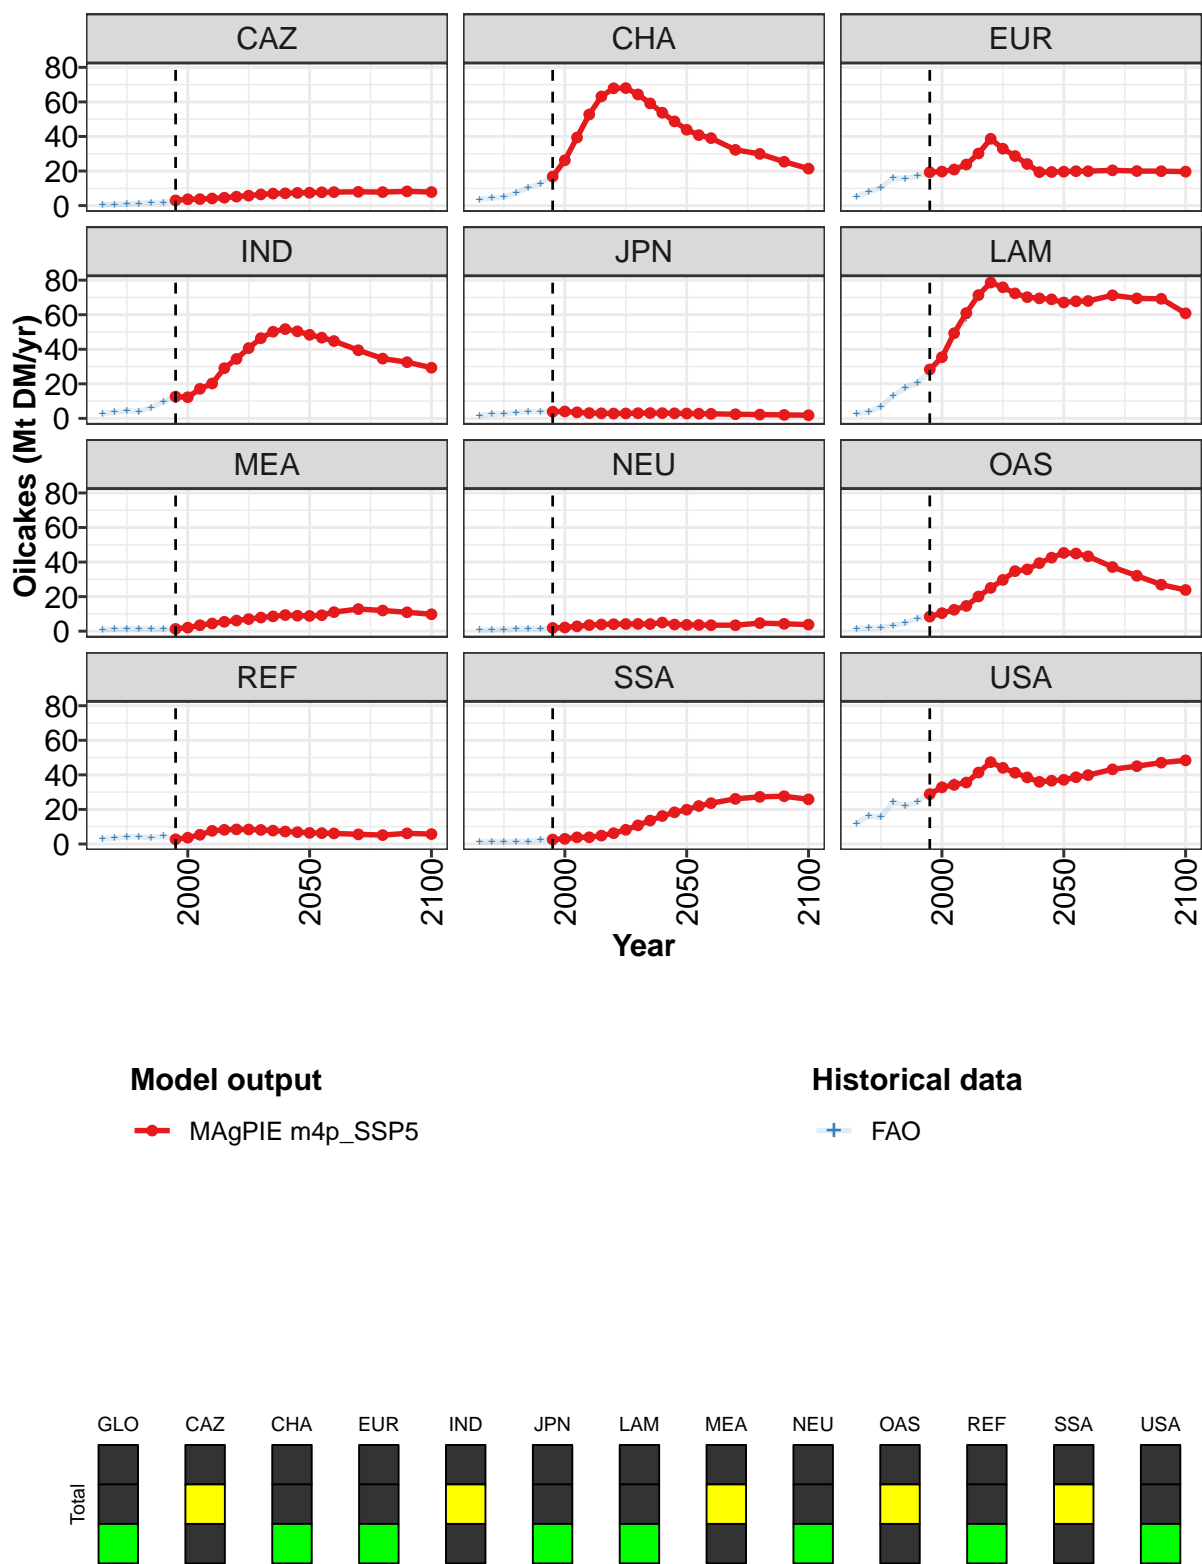 CAZ CHA EUR
80
60
40
20
0
IND JPN LAM
80
60
40
20
0
Oilcakes (Mt DM/yr)
MEA NEU OAS
80
60
40
20
0
REF SSA USA
80
60
40
20
0
2000 2050 2100 2000 2050 2100 2000 2050 2100
Year
Model output Historical data
MAgPIE m4p_SSP5 FAO
GLO CAZ CHA EUR IND JPN LAM MEA NEU OAS REF SSA USA
Total